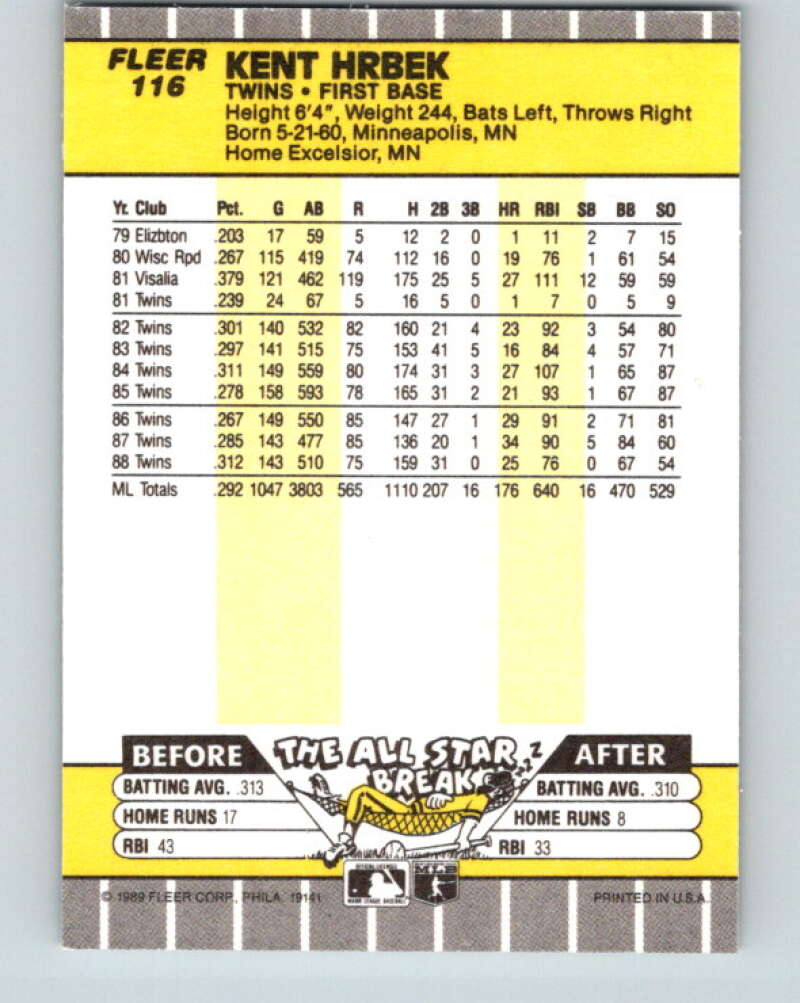 FLEER
116
KENT HRBEK
TWINS • FIRST BASE
Height 6'4", Weight 244, Bats Left, Throws Right
Born 5-21-60, Minneapolis, MN
Home Excelsior, MN
Yr. Club Pct. G AB R H 2B 3B HR RBI SB BB SO
79 Elizbton .203 17 59 5 12 2 0 1 11 2 7 15
80 Wisc Rpd .267 115 419 74 112 16 0 19 76 1 61 54
81 Visalia .379 121 462 119 175 25 5 27 111 12 59 59
81 Twins .239 24 67 5 16 5 0 1 7 0 5 9
82 Twins .301 140 532 82 160 21 4 23 92 3 54 80
83 Twins .297 141 515 75 153 41 5 16 84 4 57 71
84 Twins .311 149 559 80 174 31 3 27 107 1 65 87
85 Twins .278 158 593 78 165 31 2 21 93 1 67 87
86 Twins .267 149 550 85 147 27 1 29 91 2 71 81
87 Twins .285 143 477 85 136 20 1 34 90 5 84 60
88 Twins .312 143 510 75 159 31 0 25 76 0 67 54
ML Totals .292 1047 3803 565 1110 207 16 176 640 16 470 529
BEFORE THE ALL STAR BREAK ZZZ AFTER
BATTING AVG. .313 BATTING AVG. .310
HOME RUNS 17 HOME RUNS 8
RBI 43 RBI 33
OFFICIAL LICENSEE
MAJOR LEAGUE BASEBALL
MLB
© 1989 FLEER CORP., PHILA. 19141 PRINTED IN U.S.A.